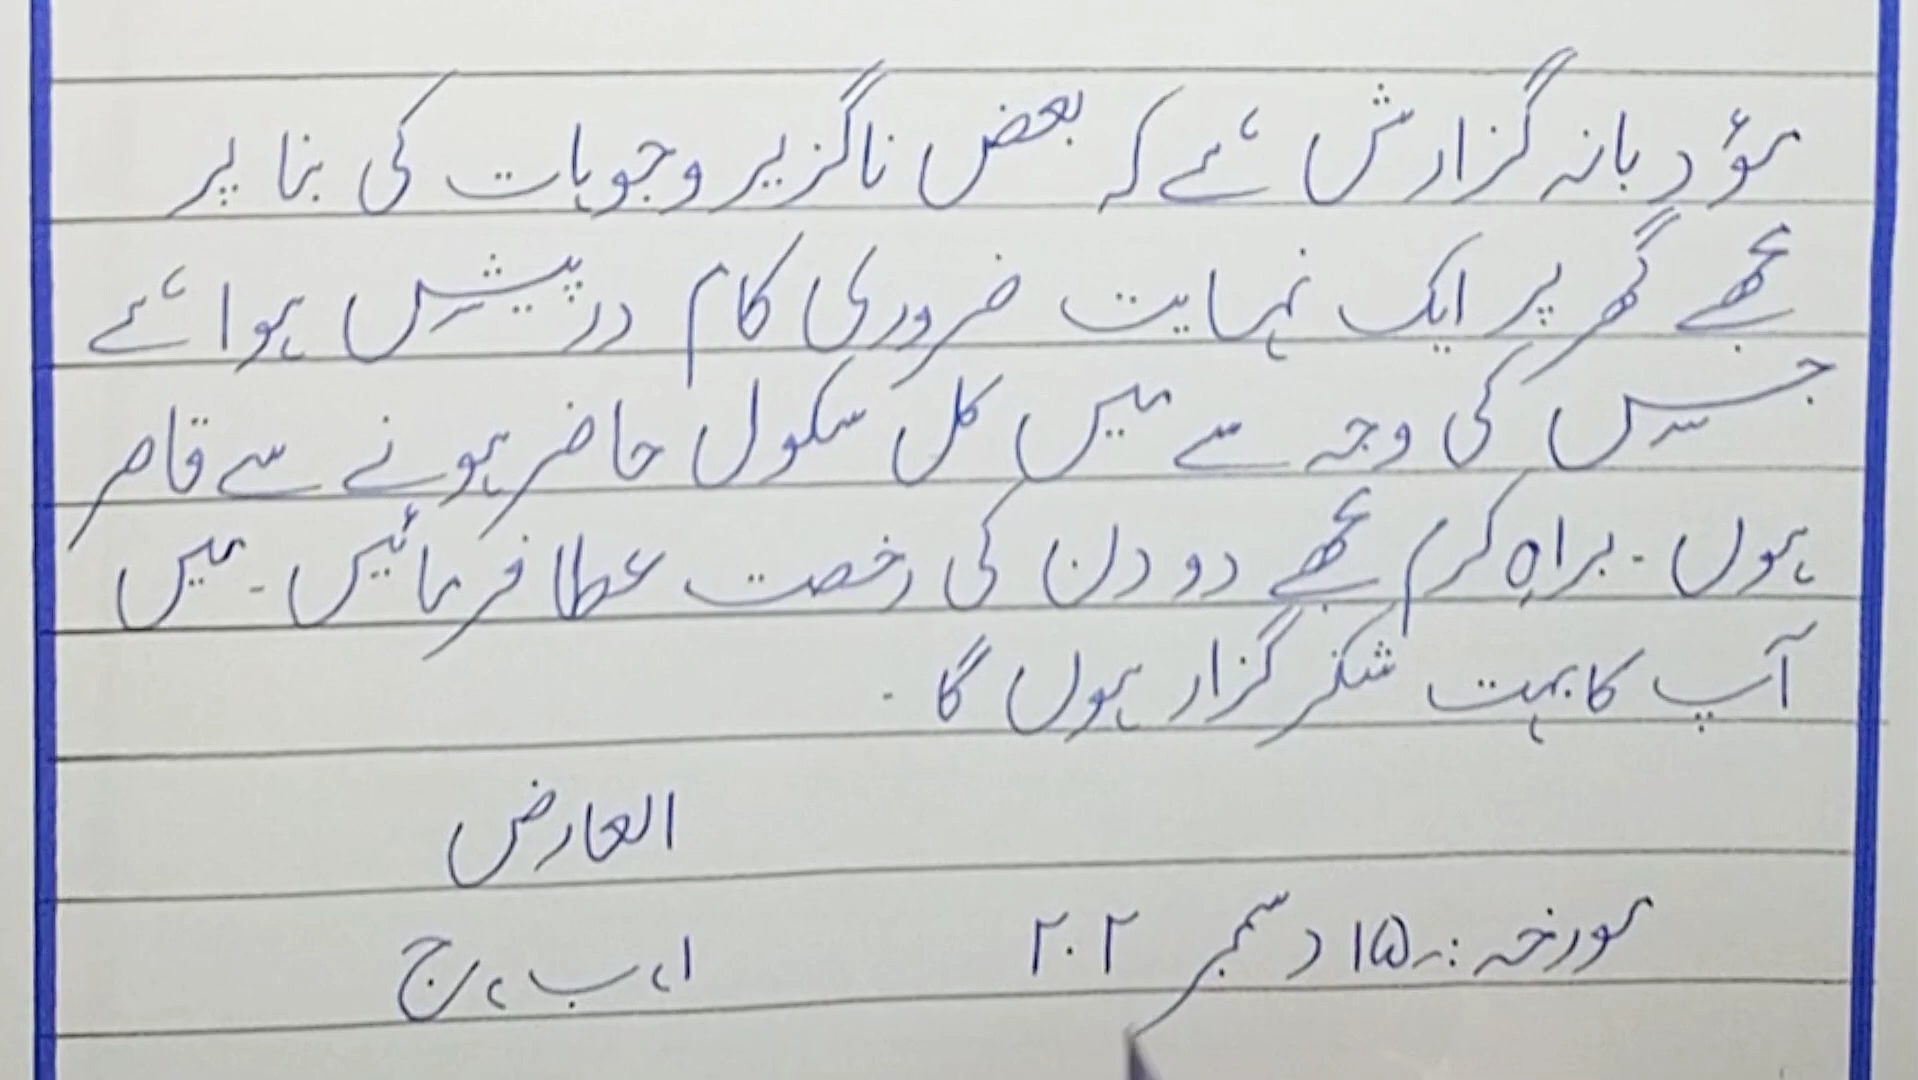 مؤدبانہ گزارش ہے کہ بعض ناگزیر وجوہات کی بنا پر
مجھے گھر پر ایک نہایت ضروری کام درپیش ہوا ہے
جس کی وجہ سے میں کل سکول حاضر ہونے سے قاصر
ہوں ۔ براہِ کرم مجھے دو دن کی رخصت عطا فرمائیں ۔ میں
آپ کا بہت شکر گزار ہوں گا ۔
العارض
مورخہ :۔ ۱۵ دسمبر ۲۰۲
ا، ب، ج